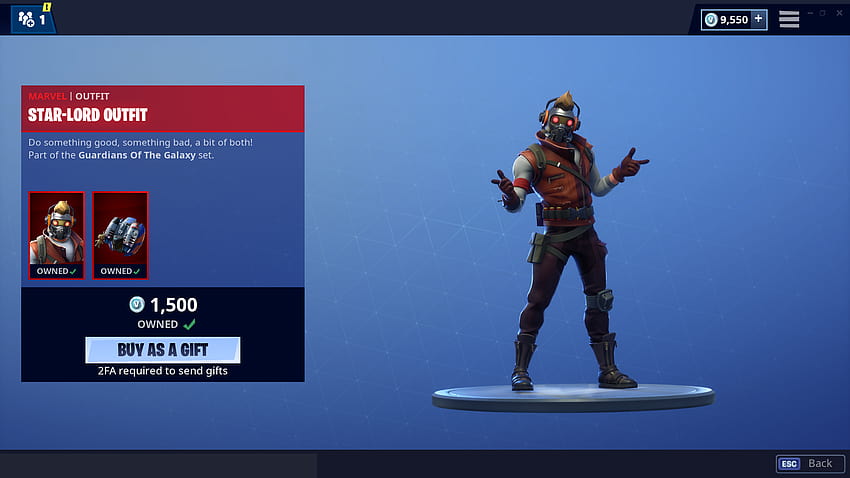 1
9,550 +
MARVEL | OUTFIT
STAR-LORD OUTFIT
Do something good, something bad, a bit of both!
Part of the Guardians Of The Galaxy set.
OWNED ✓ OWNED ✓
1,500
OWNED ✓
BUY AS A GIFT
2FA required to send gifts
ESC Back